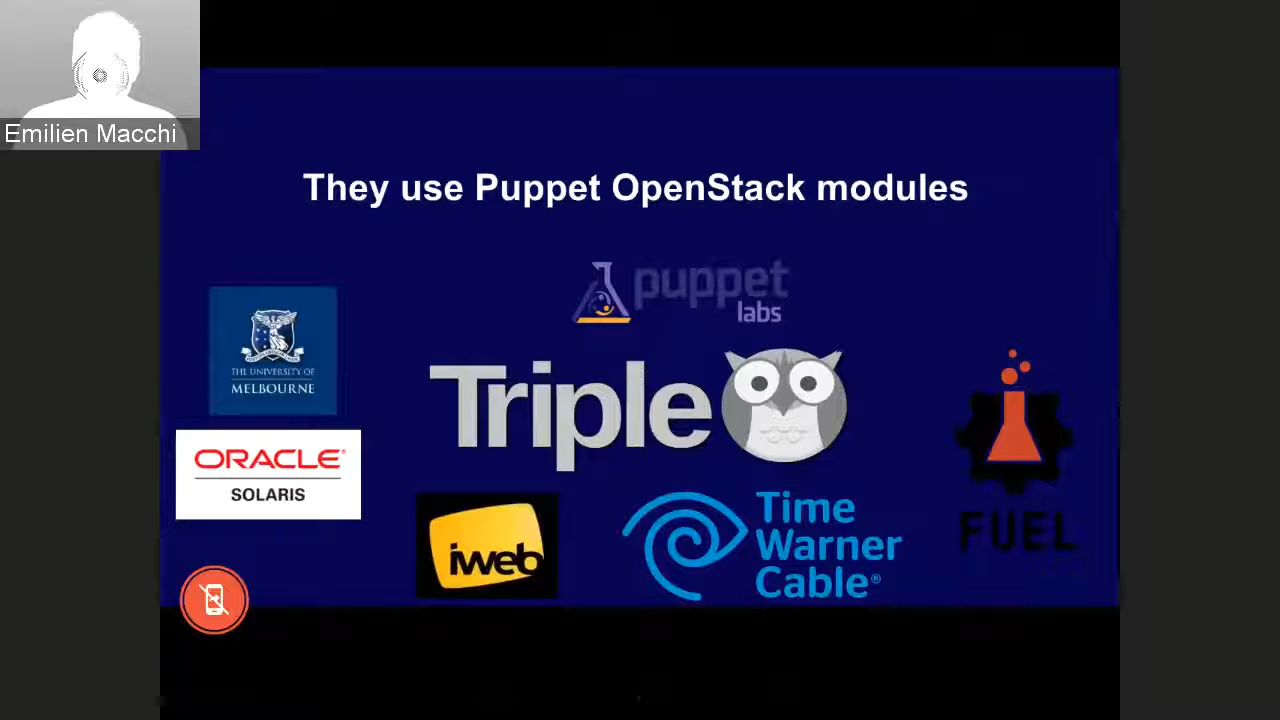 Emilien Macchi
They use Puppet OpenStack modules
puppet
labs
THE UNIVERSITY OF
MELBOURNE
Triple
ORACLE®
SOLARIS
iweb
Time
Warner
Cable®
FUEL